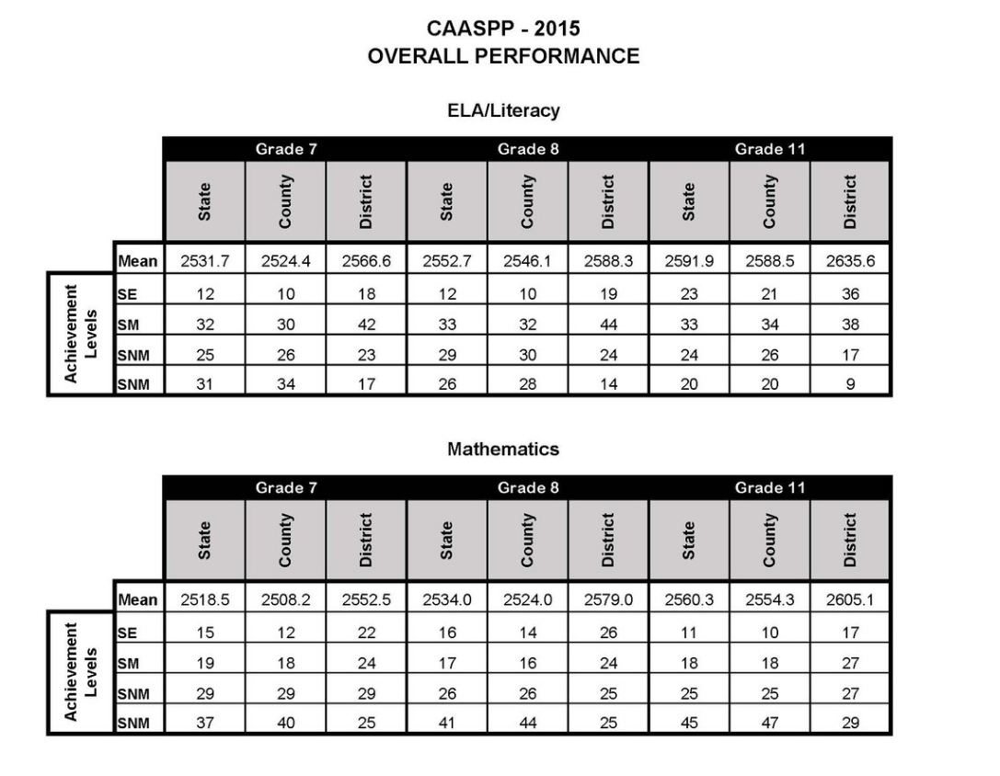 CAASPP - 2015
OVERALL PERFORMANCE
ELA/Literacy
Grade 7 Grade 8 Grade 11
State County District State County District State County District
Mean 2531.7 2524.4 2566.6 2552.7 2546.1 2588.3 2591.9 2588.5 2635.6
Achievement
Levels
SE 12 10 18 12 10 19 23 21 36
SM 32 30 42 33 32 44 33 34 38
SNM 25 26 23 29 30 24 24 26 17
SNM 31 34 17 26 28 14 20 20 9
Mathematics
Grade 7 Grade 8 Grade 11
State County District State County District State County District
Mean 2518.5 2508.2 2552.5 2534.0 2524.0 2579.0 2560.3 2554.3 2605.1
Achievement
Levels
SE 15 12 22 16 14 26 11 10 17
SM 19 18 24 17 16 24 18 18 27
SNM 29 29 29 26 26 25 25 25 27
SNM 37 40 25 41 44 25 45 47 29